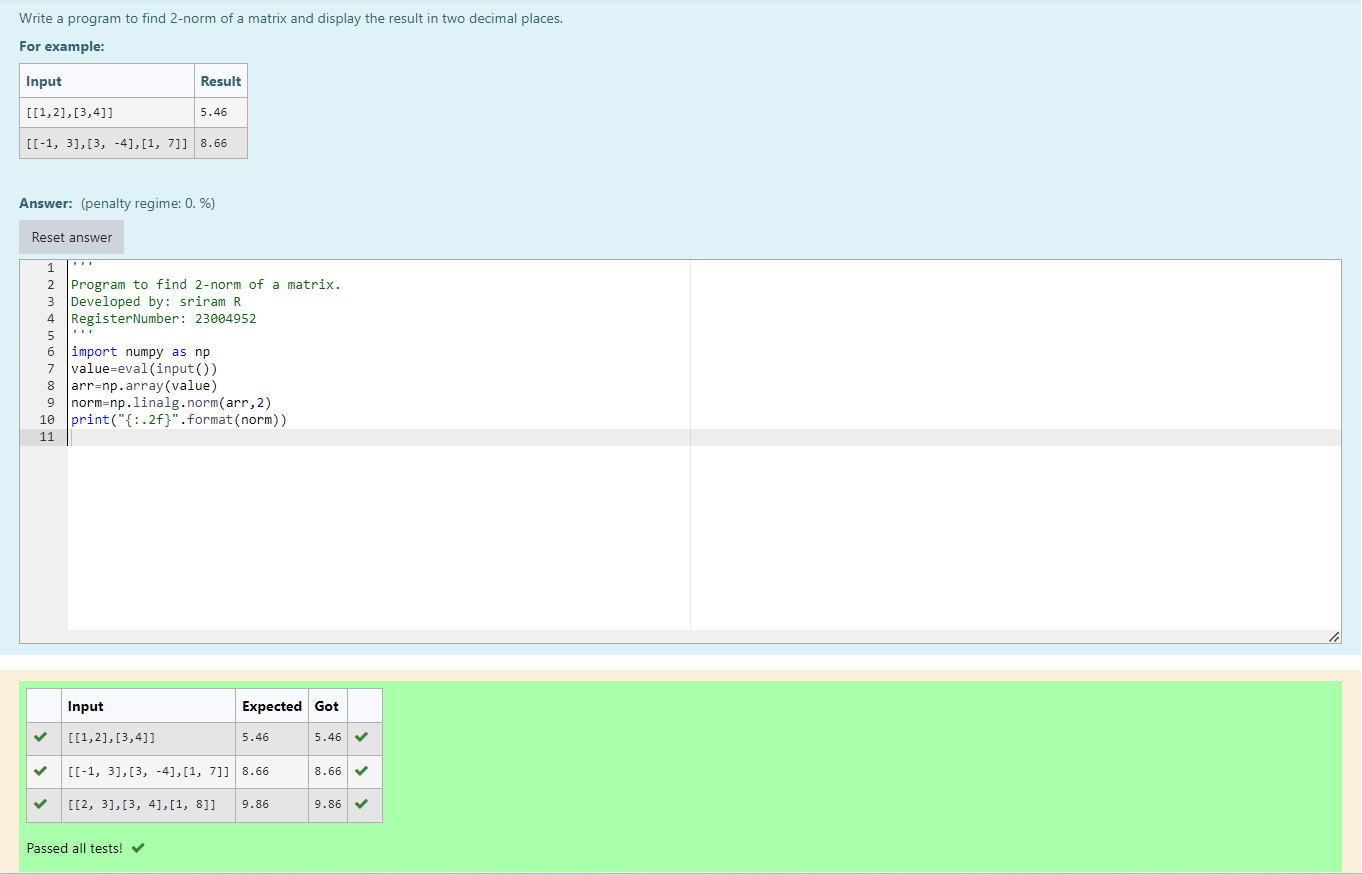 Write a program to find 2-norm of a matrix and display the result in two decimal places.
For example:
Input Result
[[1,2],[3,4]] 5.46
[[-1, 3],[3, -4],[1, 7]] 8.66
Answer: (penalty regime: 0. %)
Reset answer
1 '''
2 Program to find 2-norm of a matrix.
3 Developed by: sriram R
4 RegisterNumber: 23004952
5 '''
6 import numpy as np
7 value=eval(input())
8 arr=np.array(value)
9 norm=np.linalg.norm(arr,2)
10 print("{:.2f}".format(norm))
11
Input Expected Got
[[1,2],[3,4]] 5.46 5.46
[[-1, 3],[3, -4],[1, 7]] 8.66 8.66
[[2, 3],[3, 4],[1, 8]] 9.86 9.86
Passed all tests!